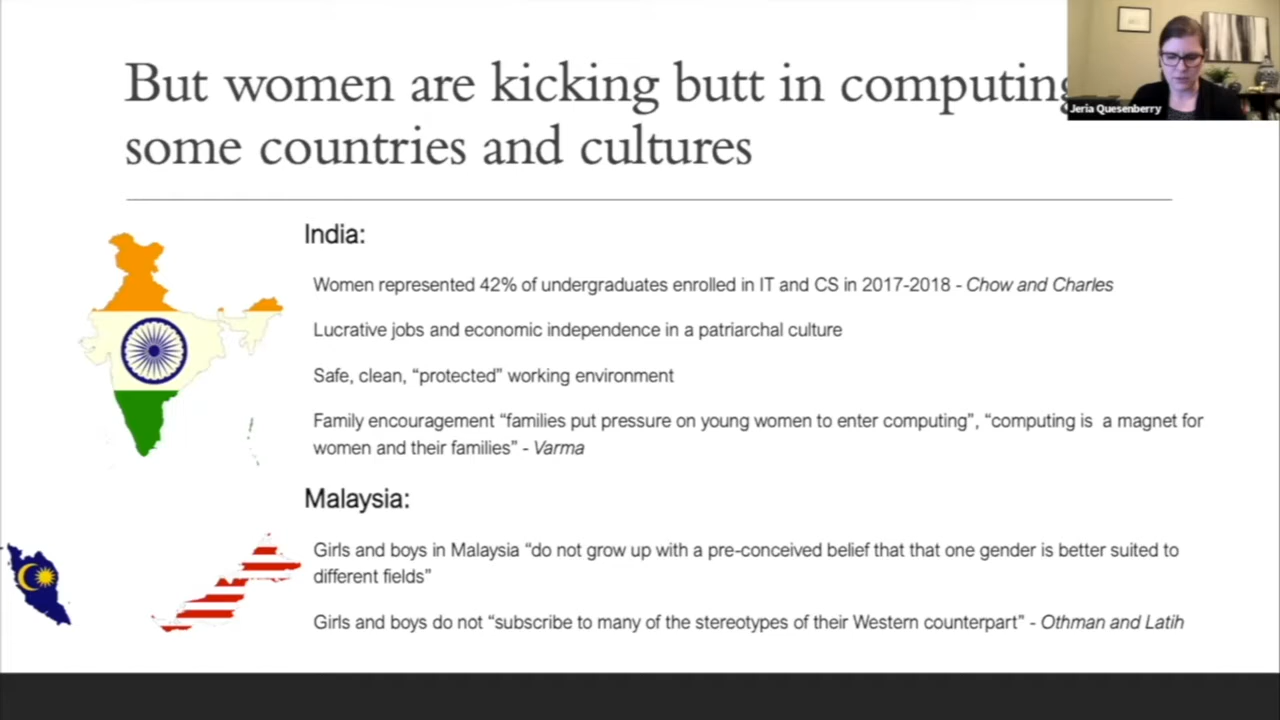 But women are kicking butt in computing
some countries and cultures
Jeria Quesenberry
India:
Women represented 42% of undergraduates enrolled in IT and CS in 2017-2018 - Chow and Charles
Lucrative jobs and economic independence in a patriarchal culture
Safe, clean, “protected” working environment
Family encouragement “families put pressure on young women to enter computing”, “computing is a magnet for
women and their families” - Varma
Malaysia:
Girls and boys in Malaysia “do not grow up with a pre-conceived belief that that one gender is better suited to
different fields”
Girls and boys do not “subscribe to many of the stereotypes of their Western counterpart” - Othman and Latih